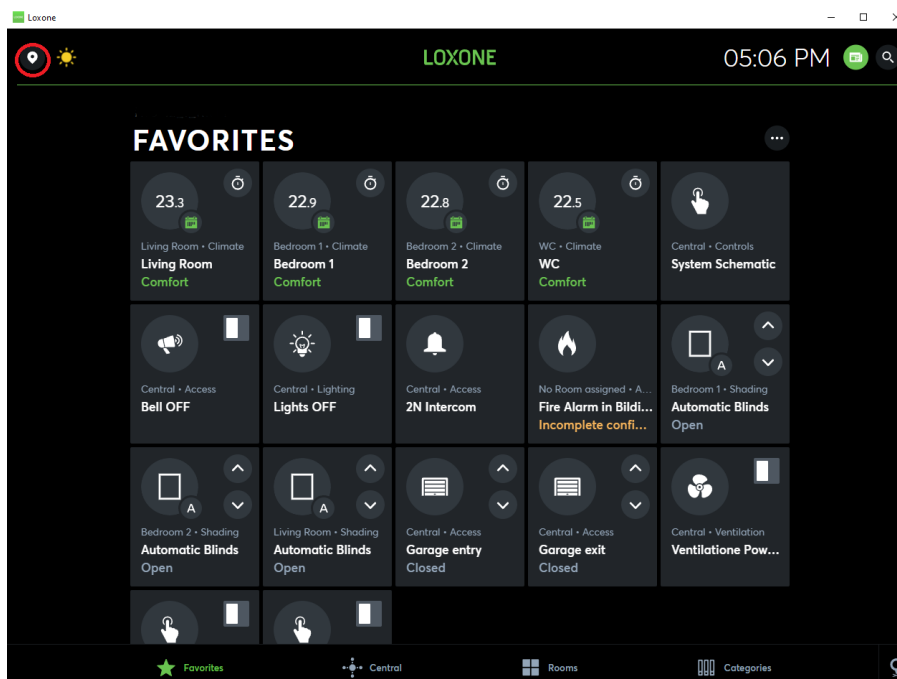 Loxone
LOXONE
05:06 PM
FAVORITES
23.3
Living Room • Climate
Living Room
Comfort
22.9
Bedroom 1 • Climate
Bedroom 1
Comfort
22.8
Bedroom 2 • Climate
Bedroom 2
Comfort
22.5
WC • Climate
WC
Comfort
Central • Controls
System Schematic
Central • Access
Bell OFF
Central • Lighting
Lights OFF
Central • Access
2N Intercom
No Room assigned • A...
Fire Alarm in Bildi...
Incomplete confi...
A
Bedroom 1 • Shading
Automatic Blinds
Open
A
Bedroom 2 • Shading
Automatic Blinds
Open
A
Living Room • Shading
Automatic Blinds
Open
Central • Access
Garage entry
Closed
Central • Access
Garage exit
Closed
Central • Ventilation
Ventilatione Pow...
Favorites
Central
Rooms
Categories